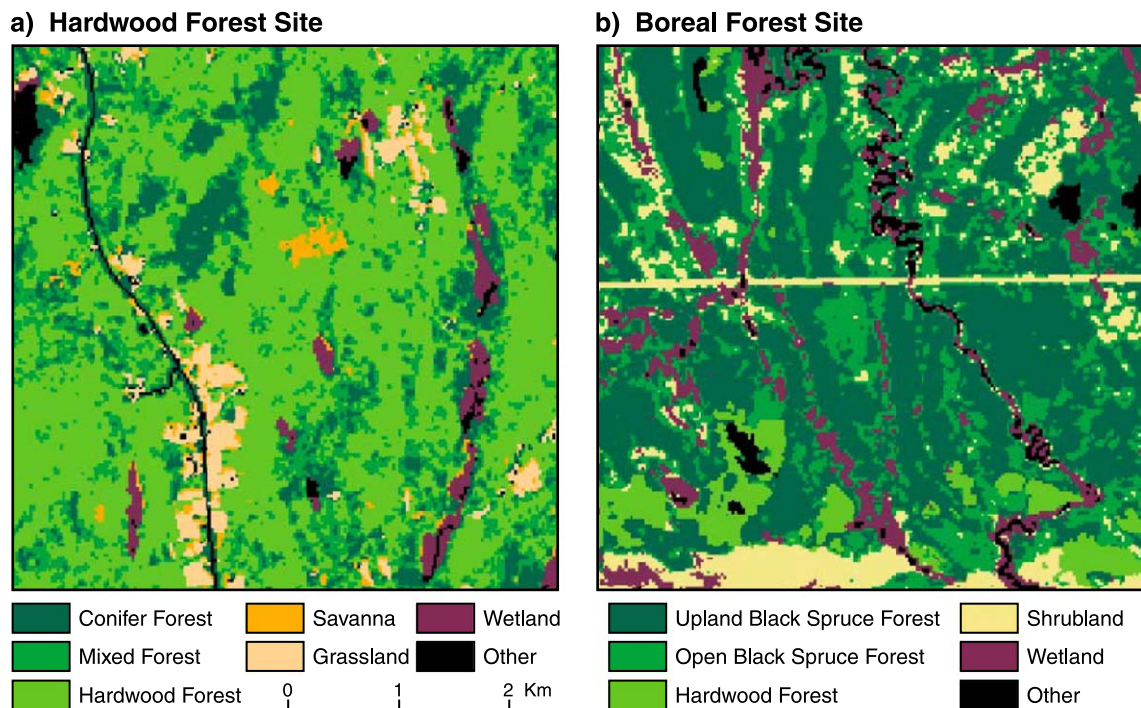 a) Hardwood Forest Site
b) Boreal Forest Site
Conifer Forest
Savanna
Wetland
Mixed Forest
Grassland
Other
Hardwood Forest
0 1 2 Km
Upland Black Spruce Forest
Shrubland
Open Black Spruce Forest
Wetland
Hardwood Forest
Other